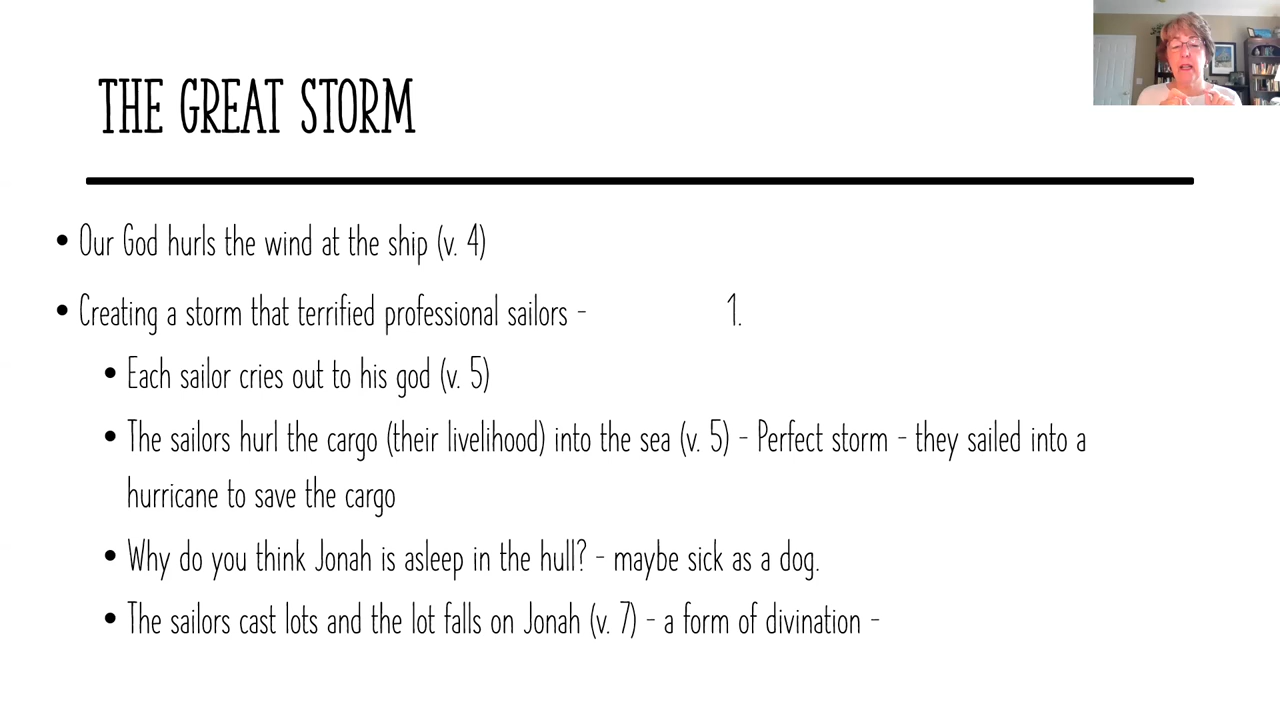 THE GREAT STORM
• Our God hurls the wind at the ship (v. 4)
• Creating a storm that terrified professional sailors - 1.
• Each sailor cries out to his god (v. 5)
• The sailors hurl the cargo (their livelihood) into the sea (v. 5) - Perfect storm - they sailed into a
hurricane to save the cargo
• Why do you think Jonah is asleep in the hull? - maybe sick as a dog.
• The sailors cast lots and the lot falls on Jonah (v. 7) - a form of divination -